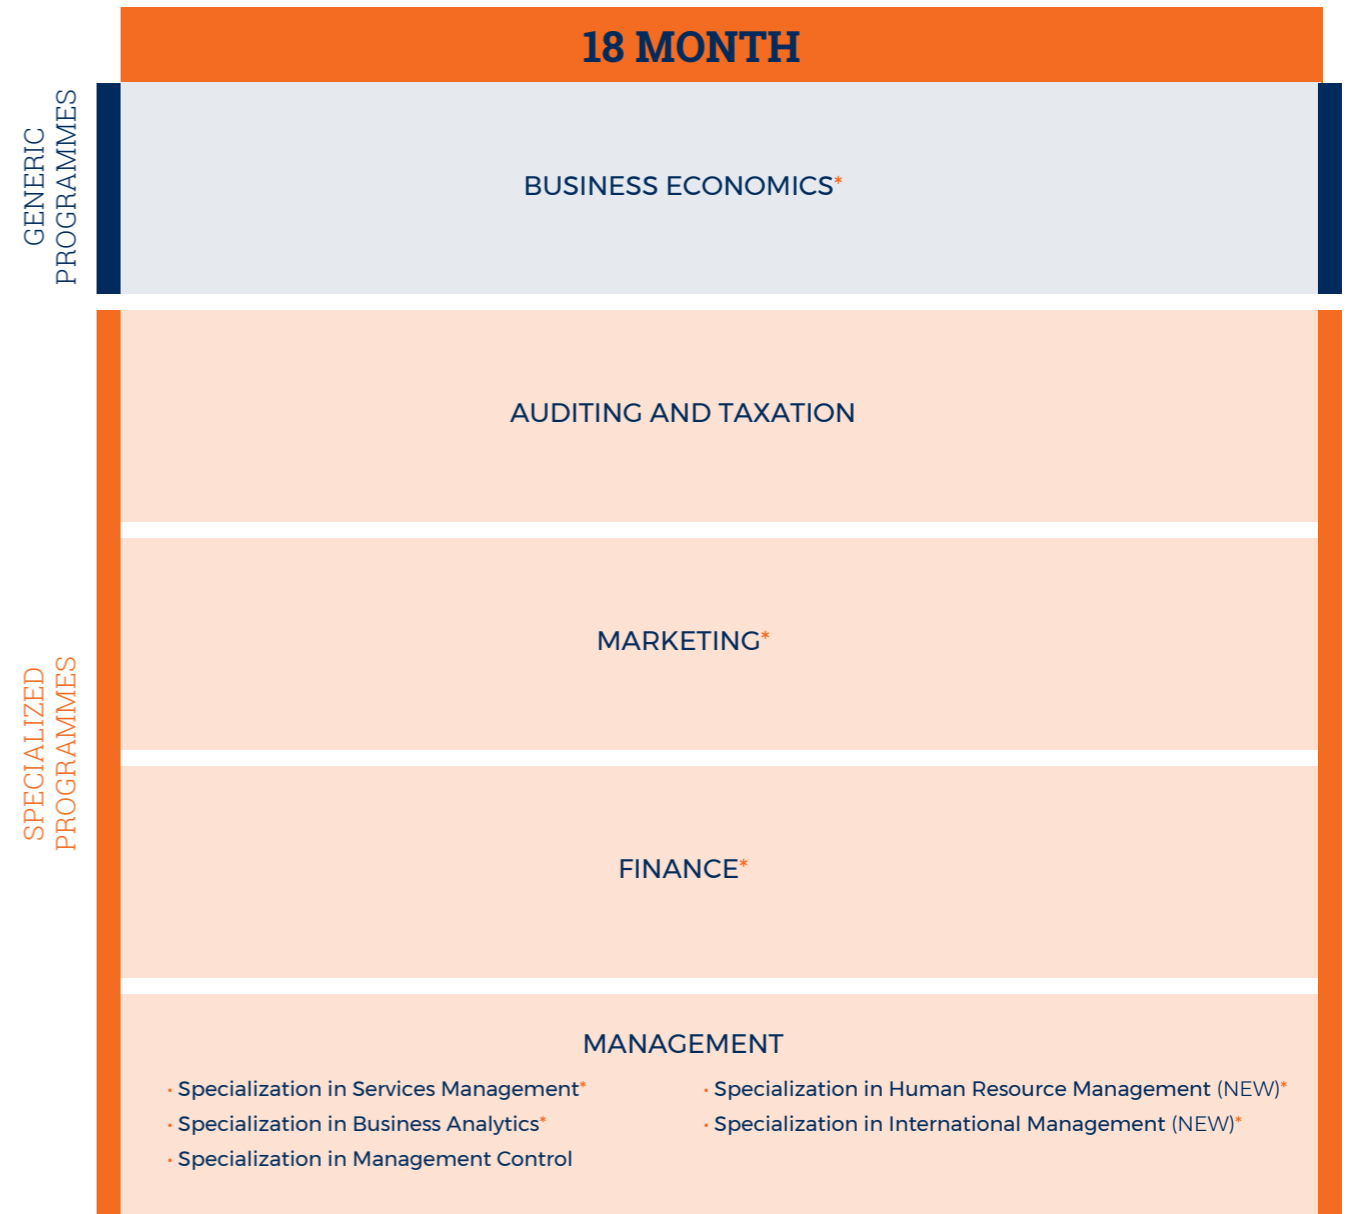 18 MONTH
GENERIC
PROGRAMMES
BUSINESS ECONOMICS*
SPECIALIZED
PROGRAMMES
AUDITING AND TAXATION
MARKETING*
FINANCE*
MANAGEMENT
· Specialization in Services Management*
· Specialization in Business Analytics*
· Specialization in Management Control
· Specialization in Human Resource Management (NEW)*
· Specialization in International Management (NEW)*